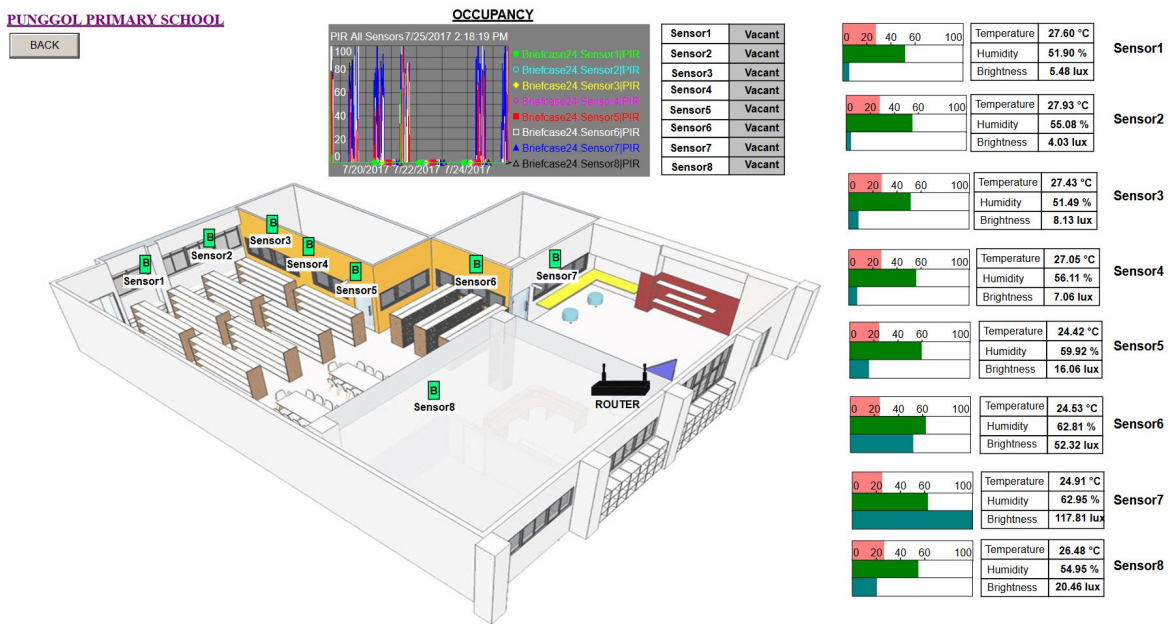 PUNGGOL PRIMARY SCHOOL
BACK
OCCUPANCY
PIR All Sensors 7/25/2017 2:18:19 PM
100
80
60
40
20
0
7/20/2017 7/22/2017 7/24/2017
Briefcase24.Sensor1|PIR
Briefcase24.Sensor2|PIR
Briefcase24.Sensor3|PIR
Briefcase24.Sensor4|PIR
Briefcase24.Sensor5|PIR
Briefcase24.Sensor6|PIR
Briefcase24.Sensor7|PIR
Briefcase24.Sensor8|PIR
Sensor1 Vacant
Sensor2 Vacant
Sensor3 Vacant
Sensor4 Vacant
Sensor5 Vacant
Sensor6 Vacant
Sensor7 Vacant
Sensor8 Vacant
B
Sensor1
B
Sensor2
B
Sensor3
B
Sensor4
B
Sensor5
B
Sensor6
B
Sensor7
B
Sensor8
ROUTER
0 20 40 60 100
Temperature 27.60 °C
Humidity 51.90 %
Brightness 5.48 lux
Sensor1
0 20 40 60 100
Temperature 27.93 °C
Humidity 55.08 %
Brightness 4.03 lux
Sensor2
0 20 40 60 100
Temperature 27.43 °C
Humidity 51.49 %
Brightness 8.13 lux
Sensor3
0 20 40 60 100
Temperature 27.05 °C
Humidity 56.11 %
Brightness 7.06 lux
Sensor4
0 20 40 60 100
Temperature 24.42 °C
Humidity 59.92 %
Brightness 16.06 lux
Sensor5
0 20 40 60 100
Temperature 24.53 °C
Humidity 62.81 %
Brightness 52.32 lux
Sensor6
0 20 40 60 100
Temperature 24.91 °C
Humidity 62.95 %
Brightness 117.81 lux
Sensor7
0 20 40 60 100
Temperature 26.48 °C
Humidity 54.95 %
Brightness 20.46 lux
Sensor8